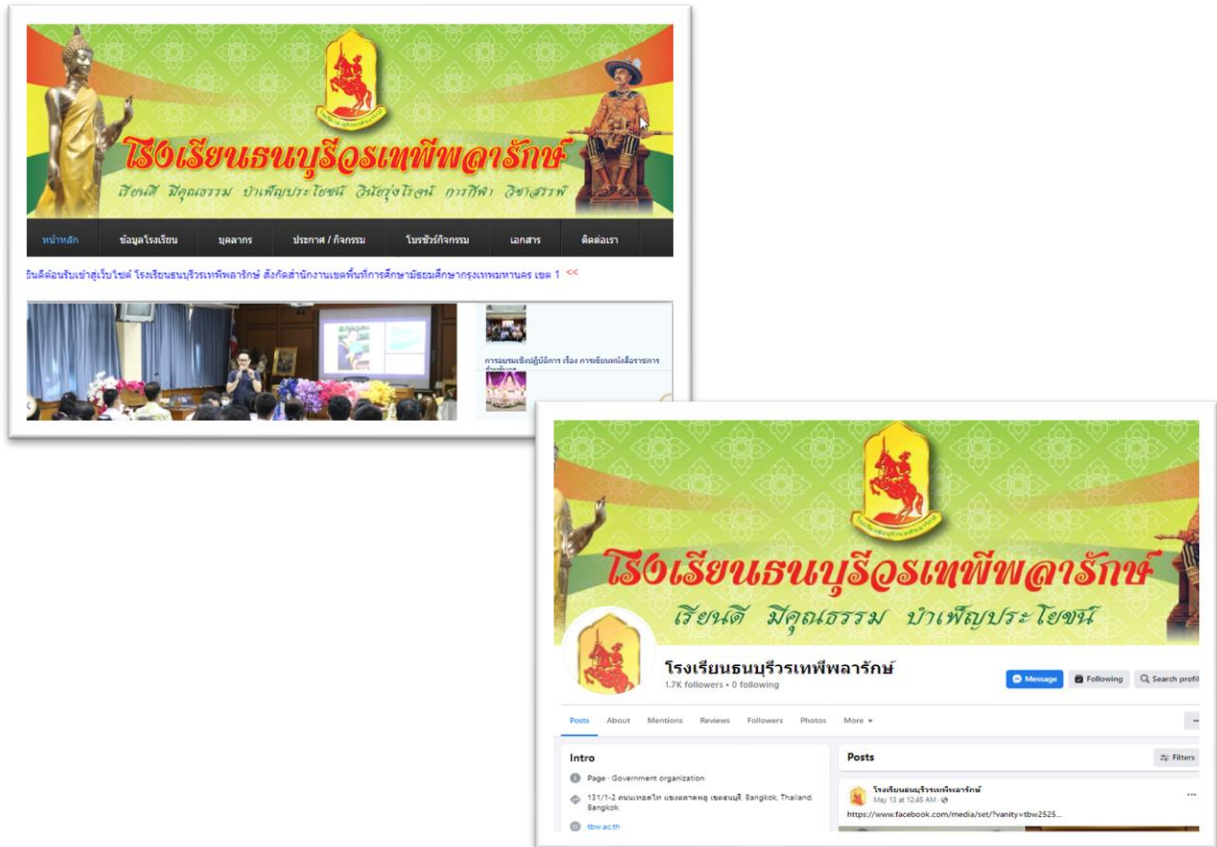 โรงเรียนธนบุรีวรเทพีพลารักษ์
เรียนดี มีคุณธรรม บำเพ็ญประโยชน์ วินัยรุ่งโรจน์ การกีฬา วิชาสรรพ์
หน้าหลัก ข้อมูลโรงเรียน บุคลากร ประกาศ / กิจกรรม โบรชัวร์กิจกรรม เอกสาร ติดต่อเรา
ยินดีต้อนรับเข้าสู่เว็บไซต์ โรงเรียนธนบุรีวรเทพีพลารักษ์ สังกัดสำนักงานเขตพื้นที่การศึกษามัธยมศึกษากรุงเทพมหานคร เขต 1 <<
การอบรมเชิงปฏิบัติการ เรื่อง การเขียนหนังสือราชการ
โรงเรียนธนบุรีวรเทพีพลารักษ์
เรียนดี มีคุณธรรม บำเพ็ญประโยชน์
โรงเรียนธนบุรีวรเทพีพลารักษ์
1.7K followers • 0 following
Message Following Search profil
Posts About Mentions Reviews Followers Photos More
Intro
Page · Government organization
131/1-2 ถนนเทอดไท แขวงตลาดพลู เขตธนบุรี, Bangkok, Thailand,
Bangkok
tbw.ac.th
Posts Filters
โรงเรียนธนบุรีวรเทพีพลารักษ์
May 13 at 12:45 AM
https://www.facebook.com/media/set/?vanity=tbw2525...